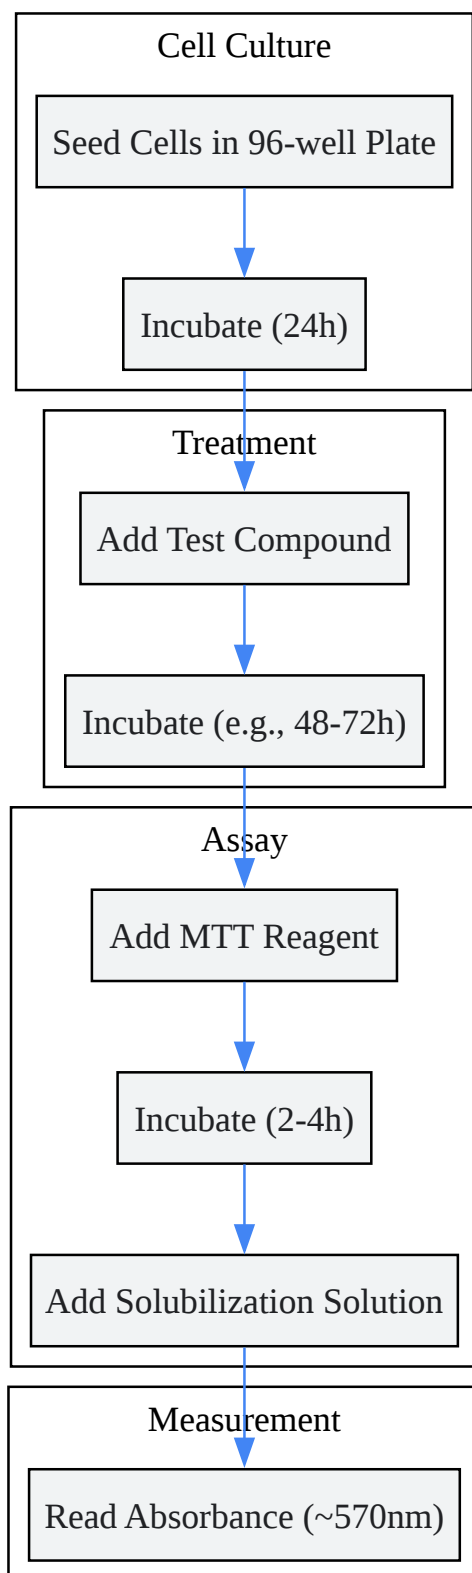 Cell Culture
Seed Cells in 96-well Plate
Incubate (24h)
Treatment
Add Test Compound
Incubate (e.g., 48-72h)
Assay
Add MTT Reagent
Incubate (2-4h)
Add Solubilization Solution
Measurement
Read Absorbance (~570nm)